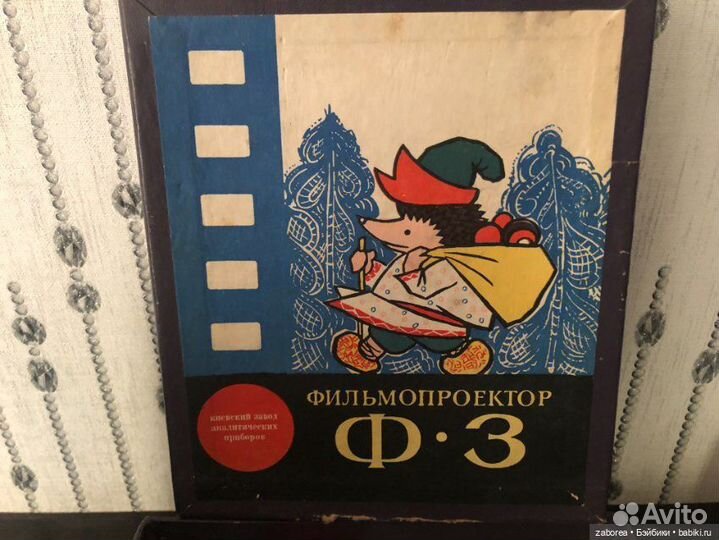 ФИЛЬМОПРОЕКТОР
Ф·3
киевский завод
аналитических
приборов
Avito
zaborea • Бэйбики • babiki.ru